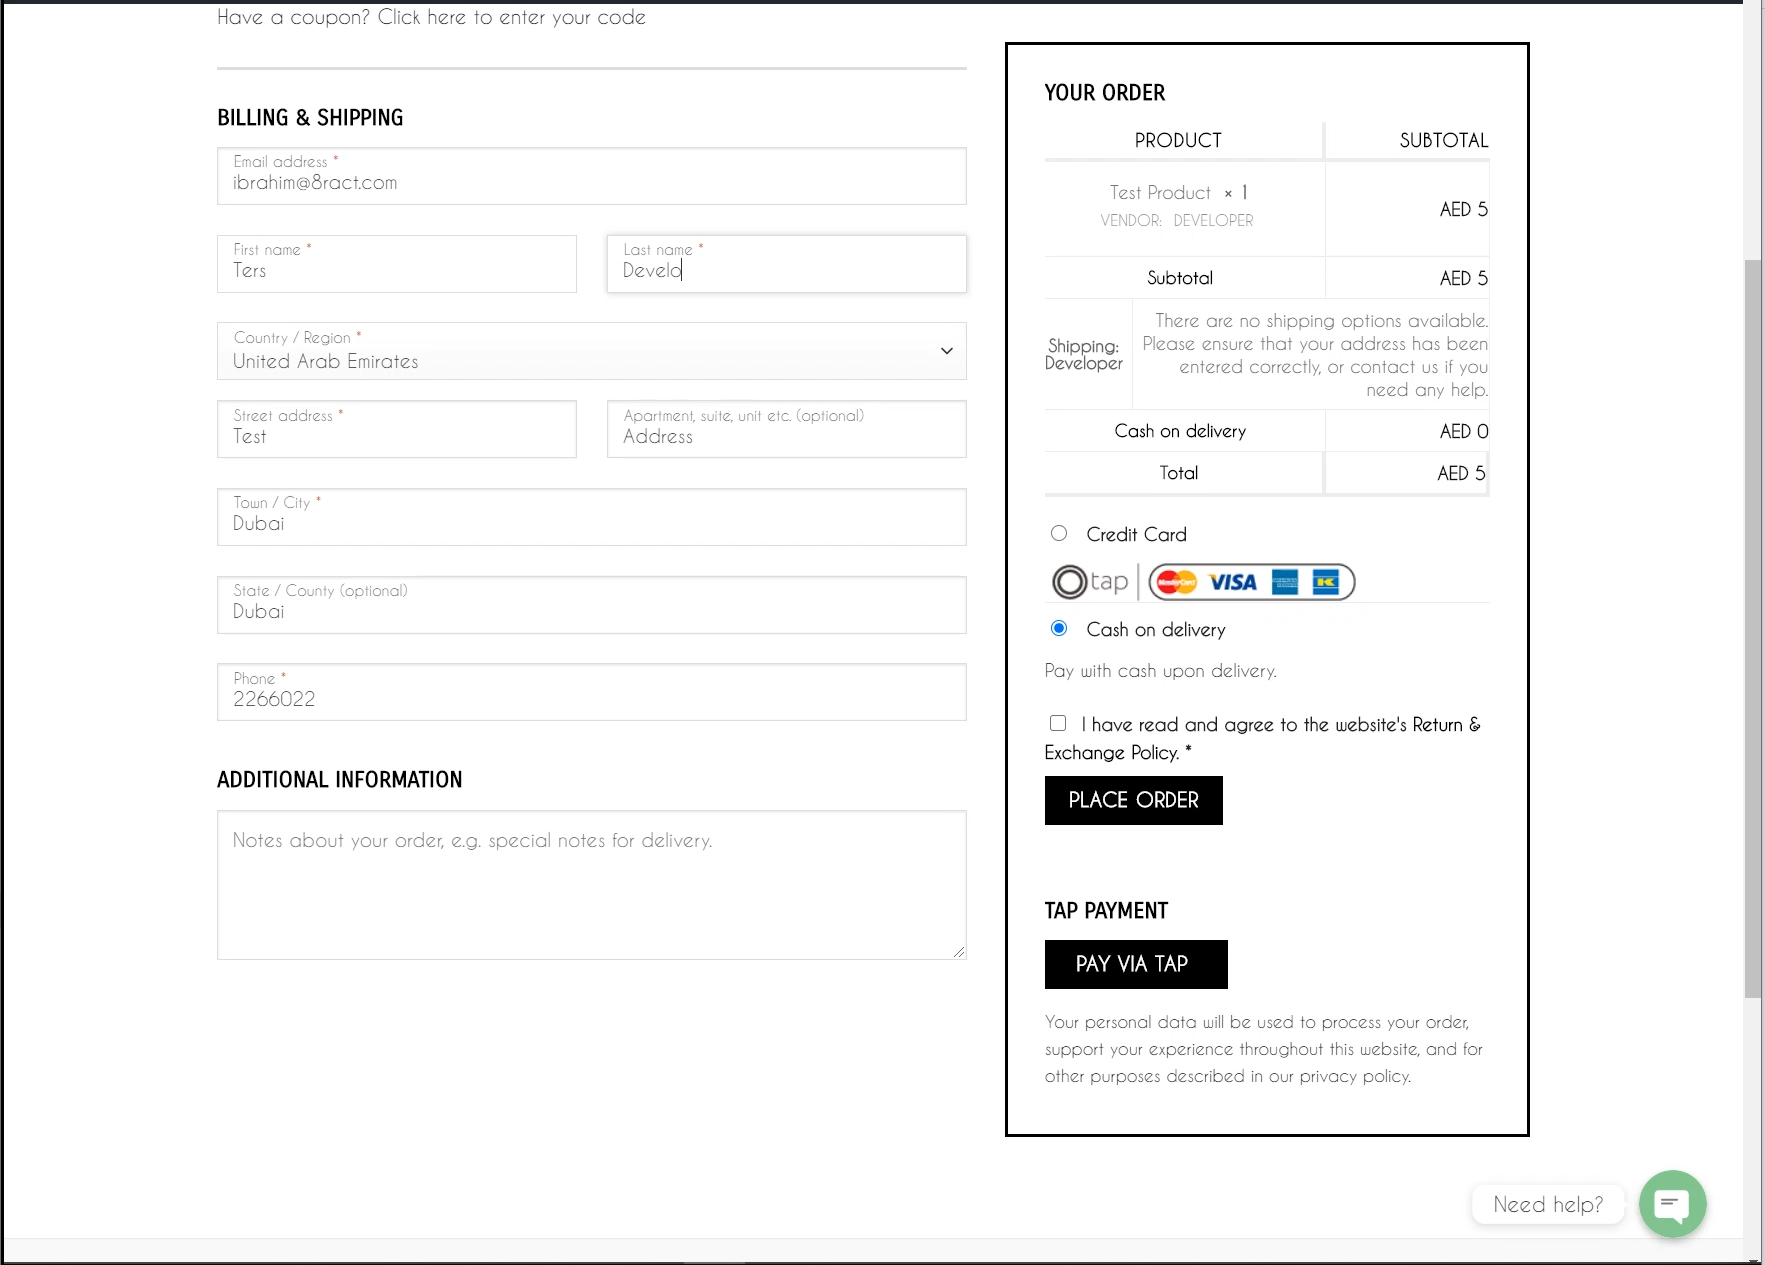 Have a coupon? Click here to enter your code
BILLING & SHIPPING
Email address *
ibrahim@8ract.com
First name *
Ters
Last name *
Develo
Country / Region *
United Arab Emirates
Street address *
Test
Apartment, suite, unit etc. (optional)
Address
Town / City *
Dubai
State / County (optional)
Dubai
Phone *
2266022
ADDITIONAL INFORMATION
Notes about your order, e.g. special notes for delivery.
YOUR ORDER
PRODUCT SUBTOTAL
Test Product × 1
VENDOR: DEVELOPER
AED 5
Subtotal AED 5
Shipping:
Developer
There are no shipping options available.
Please ensure that your address has been
entered correctly, or contact us if you
need any help.
Cash on delivery AED 0
Total AED 5
Credit Card
tap MasterCard VISA
Cash on delivery
Pay with cash upon delivery.
I have read and agree to the website's Return &
Exchange Policy. *
PLACE ORDER
TAP PAYMENT
PAY VIA TAP
Your personal data will be used to process your order,
support your experience throughout this website, and for
other purposes described in our privacy policy.
Need help?